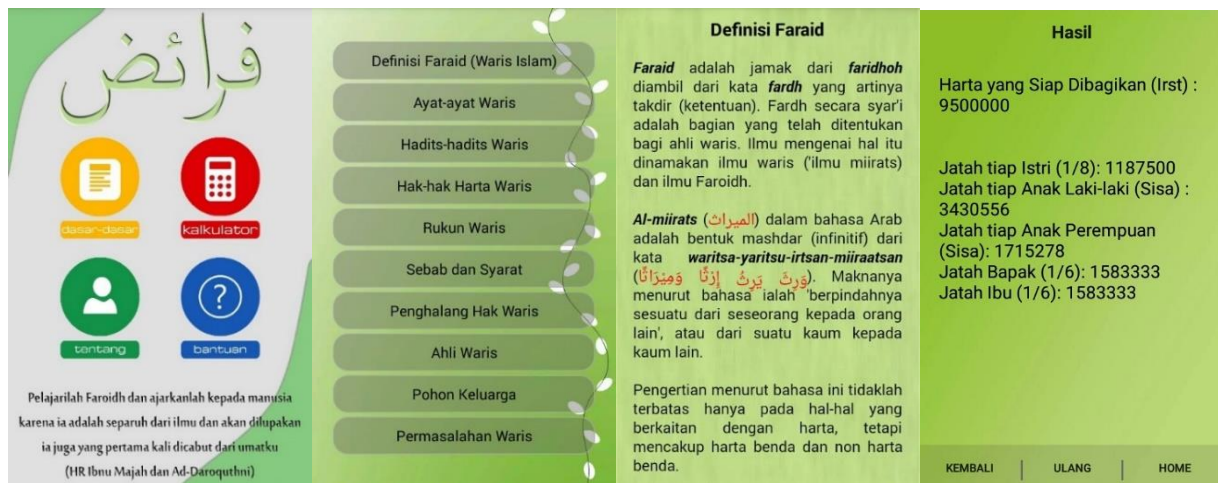 فرائض
dasar-dasar
kalkulator
tentang
bantuan
Pelajarilah Faroidh dan ajarkanlah kepada manusia
karena ia adalah separuh dari ilmu dan akan dilupakan
ia juga yang pertama kali dicabut dari umatku
(HR Ibnu Majah dan Ad-Daroquthni)
Definisi Faraid (Waris Islam)
Ayat-ayat Waris
Hadits-hadits Waris
Hak-hak Harta Waris
Rukun Waris
Sebab dan Syarat
Penghalang Hak Waris
Ahli Waris
Pohon Keluarga
Permasalahan Waris
Definisi Faraid
Faraid adalah jamak dari faridhoh
diambil dari kata fardh yang artinya
takdir (ketentuan). Fardh secara syar'i
adalah bagian yang telah ditentukan
bagi ahli waris. Ilmu mengenai hal itu
dinamakan ilmu waris ('ilmu miirats)
dan ilmu Faroidh.
Al-miirats (الميراث) dalam bahasa Arab
adalah bentuk mashdar (infinitif) dari
kata waritsa-yaritsu-irtsan-miiraatsan
(وَرِثَ يَرِثُ إِرْثًا وَمِيْرَاثًا). Maknanya
menurut bahasa ialah 'berpindahnya
sesuatu dari seseorang kepada orang
lain', atau dari suatu kaum kepada
kaum lain.
Pengertian menurut bahasa ini tidaklah
terbatas hanya pada hal-hal yang
berkaitan dengan harta, tetapi
mencakup harta benda dan non harta
benda.
Hasil
Harta yang Siap Dibagikan (Irst) :
9500000
Jatah tiap Istri (1/8): 1187500
Jatah tiap Anak Laki-laki (Sisa) :
3430556
Jatah tiap Anak Perempuan
(Sisa): 1715278
Jatah Bapak (1/6): 1583333
Jatah Ibu (1/6): 1583333
KEMBALI | ULANG | HOME